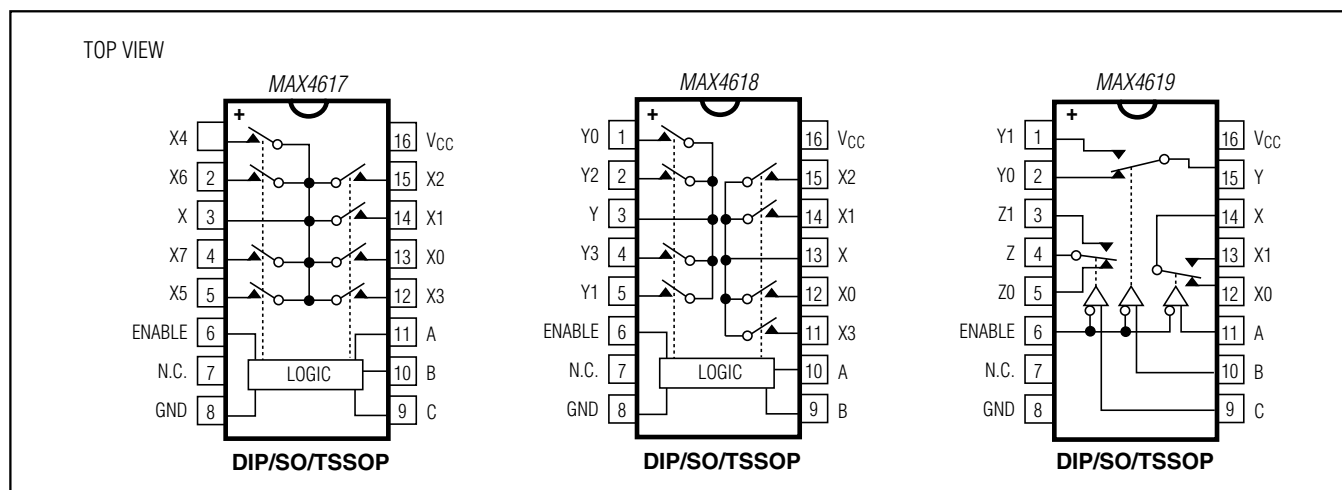 TOP VIEW
MAX4617
+
X4
16 VCC
X6 2
15 X2
X 3
14 X1
X7 4
13 X0
X5 5
12 X3
ENABLE 6
11 A
N.C. 7
LOGIC
10 B
GND 8
9 C
DIP/SO/TSSOP
MAX4618
Y0 1
16 VCC
Y2 2
15 X2
Y 3
14 X1
Y3 4
13 X
Y1 5
12 X0
ENABLE 6
11 X3
N.C. 7
LOGIC
10 A
GND 8
9 B
DIP/SO/TSSOP
MAX4619
+
Y1 1
16 VCC
Y0 2
15 Y
Z1 3
14 X
Z 4
13 X1
Z0 5
12 X0
ENABLE 6
11 A
N.C. 7
10 B
GND 8
9 C
DIP/SO/TSSOP